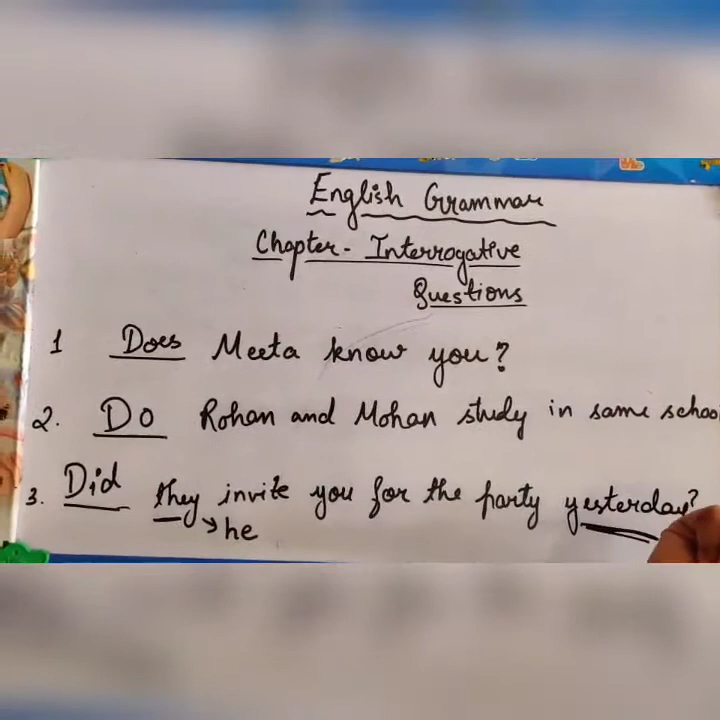 English Grammar
Chapter- Interrogative
Questions
1 Does Meeta know you?
2. Do Rohan and Mohan study in same school
3. Did they invite you for the party yesterday?
→ he